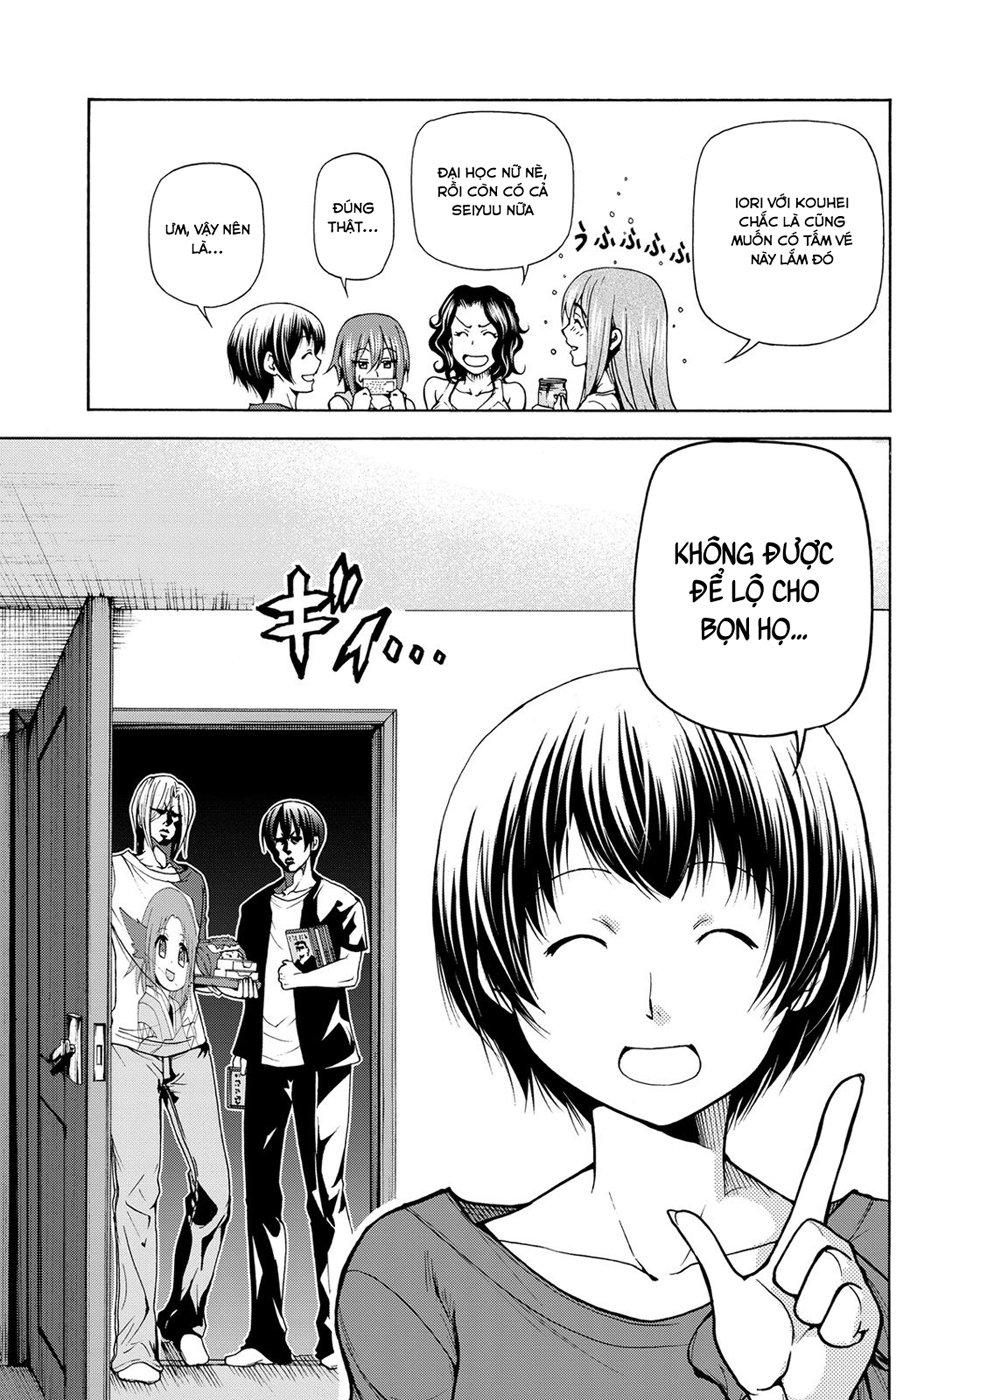 IORI VỚI KOUHEI
CHẮC LÀ CŨNG
MUỐN CÓ TẤM VÉ
NÀY LẮM ĐÓ
うふふふふ
ĐẠI HỌC NỮ NÈ,
RỒI CÒN CÓ CẢ
SEIYUU NỮA
ĐÚNG
THẬT...
ƯM, VẬY NÊN
LÀ...
KHÔNG ĐƯỢC
ĐỂ LỘ CHO
BỌN HỌ...
ギィ...